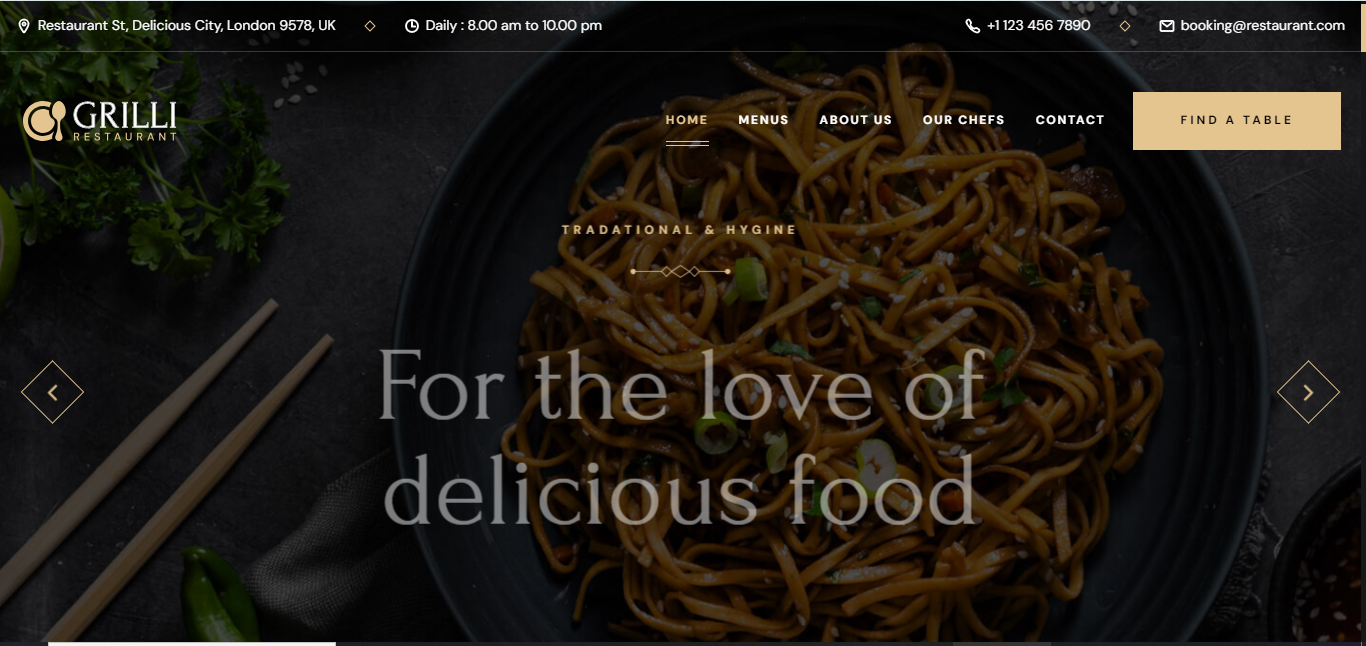 Restaurant St, Delicious City, London 9578, UK
Daily : 8.00 am to 10.00 pm
+1 123 456 7890
booking@restaurant.com
GRILLI
RESTAURANT
HOME
MENUS
ABOUT US
OUR CHEFS
CONTACT
FIND A TABLE
TRADATIONAL & HYGINE
For the love of
delicious food